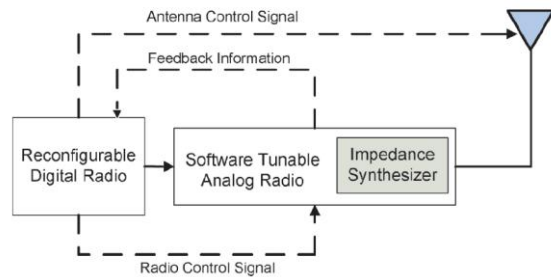 Antenna Control Signal
Feedback Information
Reconfigurable
Digital Radio
Software Tunable
Analog Radio
Impedance
Synthesizer
Radio Control Signal